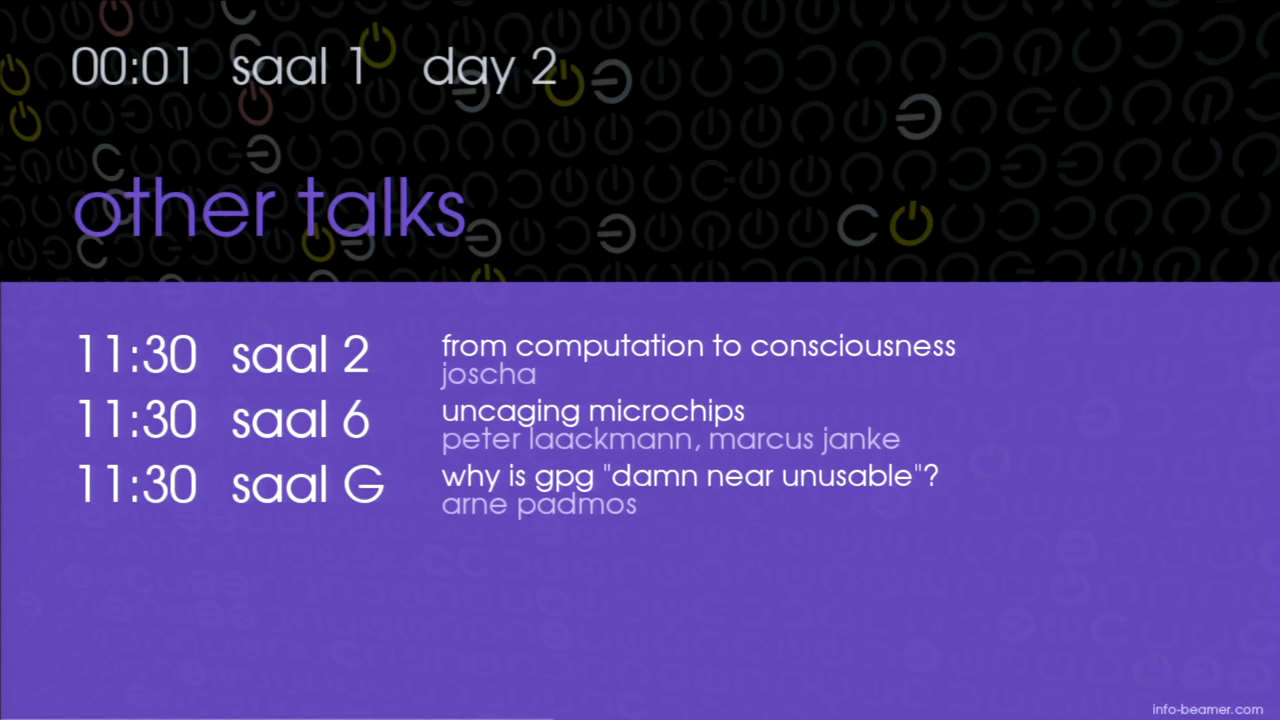 00:01 saal 1 day 2
other talks
11:30 saal 2 from computation to consciousness
joscha
11:30 saal 6 uncaging microchips
peter laackmann, marcus janke
11:30 saal G why is gpg "damn near unusable"?
arne padmos
info-beamer.com